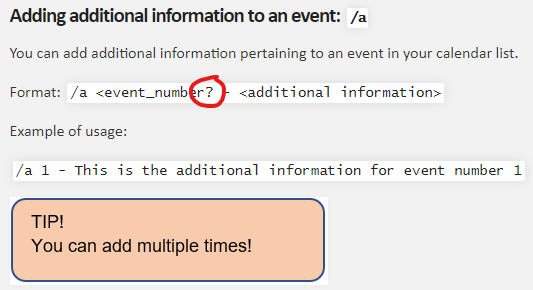 Adding additional information to an event: /a
You can add additional information pertaining to an event in your calendar list.
Format: /a <event_number? - <additional information>
Example of usage:
/a 1 - This is the additional information for event number 1
TIP!
You can add multiple times!